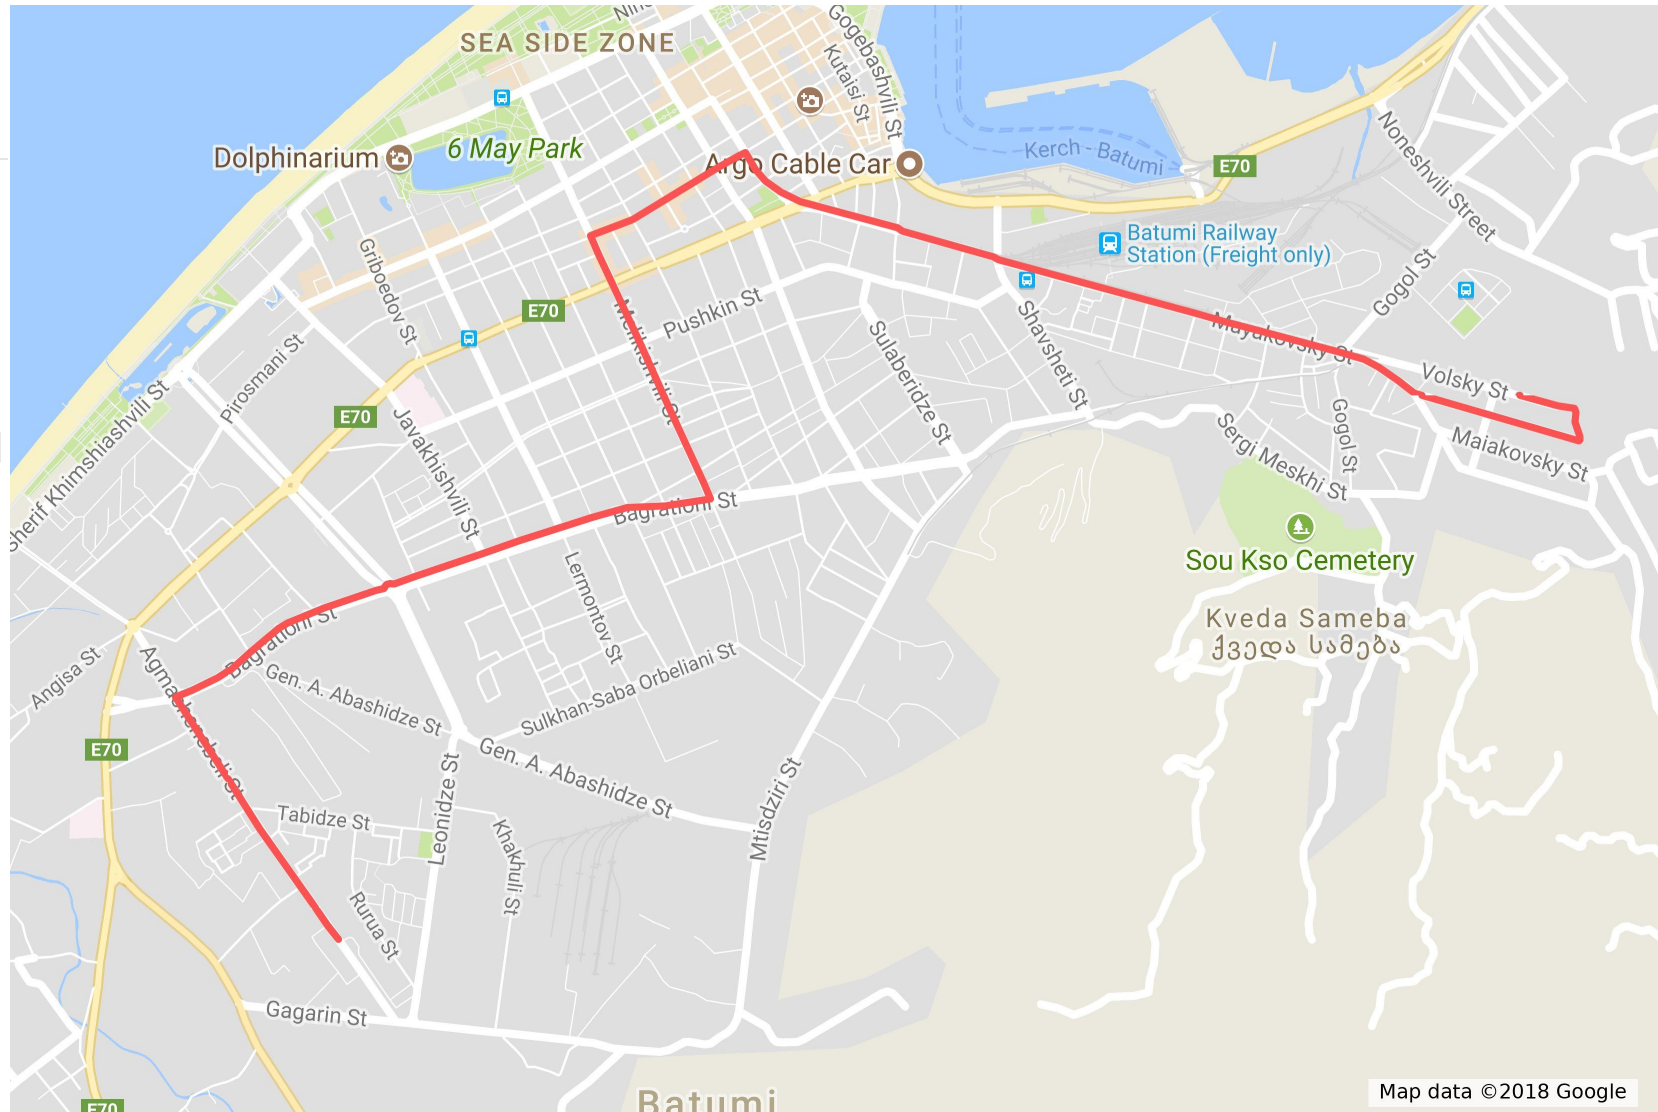 Nino
SEA SIDE ZONE
Gogebashvili St
Kutaisi St
Dolphinarium
6 May Park
Argo Cable Car
Kerch - Batumi
E70
Noneshvili Street
Batumi Railway
Station (Freight only)
Griboedov St
E70
Pushkin St
Melikishvili St
Gogol St
Shavsheti St
Mayakovsky St
Sulaberidze St
Pirosmani St
Volsky St
Sherif Khimshiashvili St
E70
Javakhishvili St
Gogol St
Sergi Meskhi St
Maiakovsky St
Bagrationi St
Sou Kso Cemetery
Lermontov St
Kveda Sameba
ქვედა სამება
Bagrationi St
Angisa St
Agmashenebeli St
Gen. A. Abashidze St
Sulkhan-Saba Orbeliani St
E70
Gen. A. Abashidze St
Leonidze St
Mtisdziri St
Tabidze St
Khakhuli St
Rurua St
Gagarin St
Batumi
E70
Map data ©2018 Google